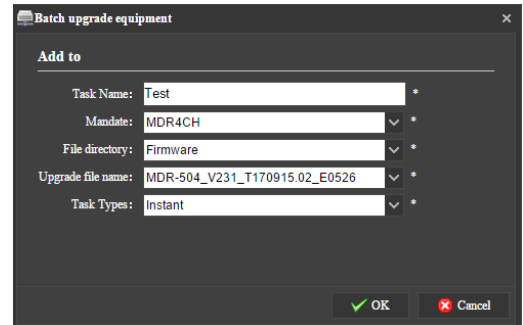 Batch upgrade equipment
Add to
Task Name: Test *
Mandate: MDR4CH *
File directory: Firmware *
Upgrade file name: MDR-504_V231_T170915.02_E0526 *
Task Types: Instant *
OK Cancel